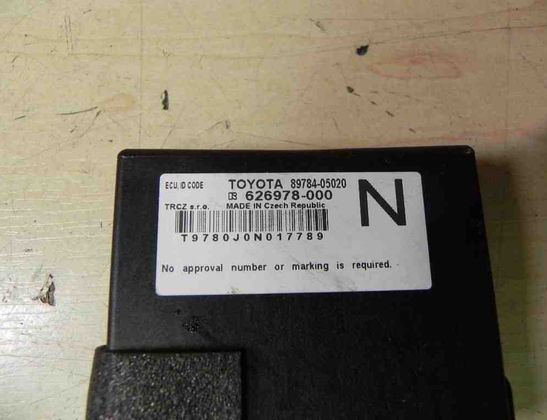 ECU, ID CODE TOYOTA 89784-05020
626978-000 N
TRCZ s.r.o. MADE IN Czech Republic
T9780J0N017789
No approval number or marking is required.